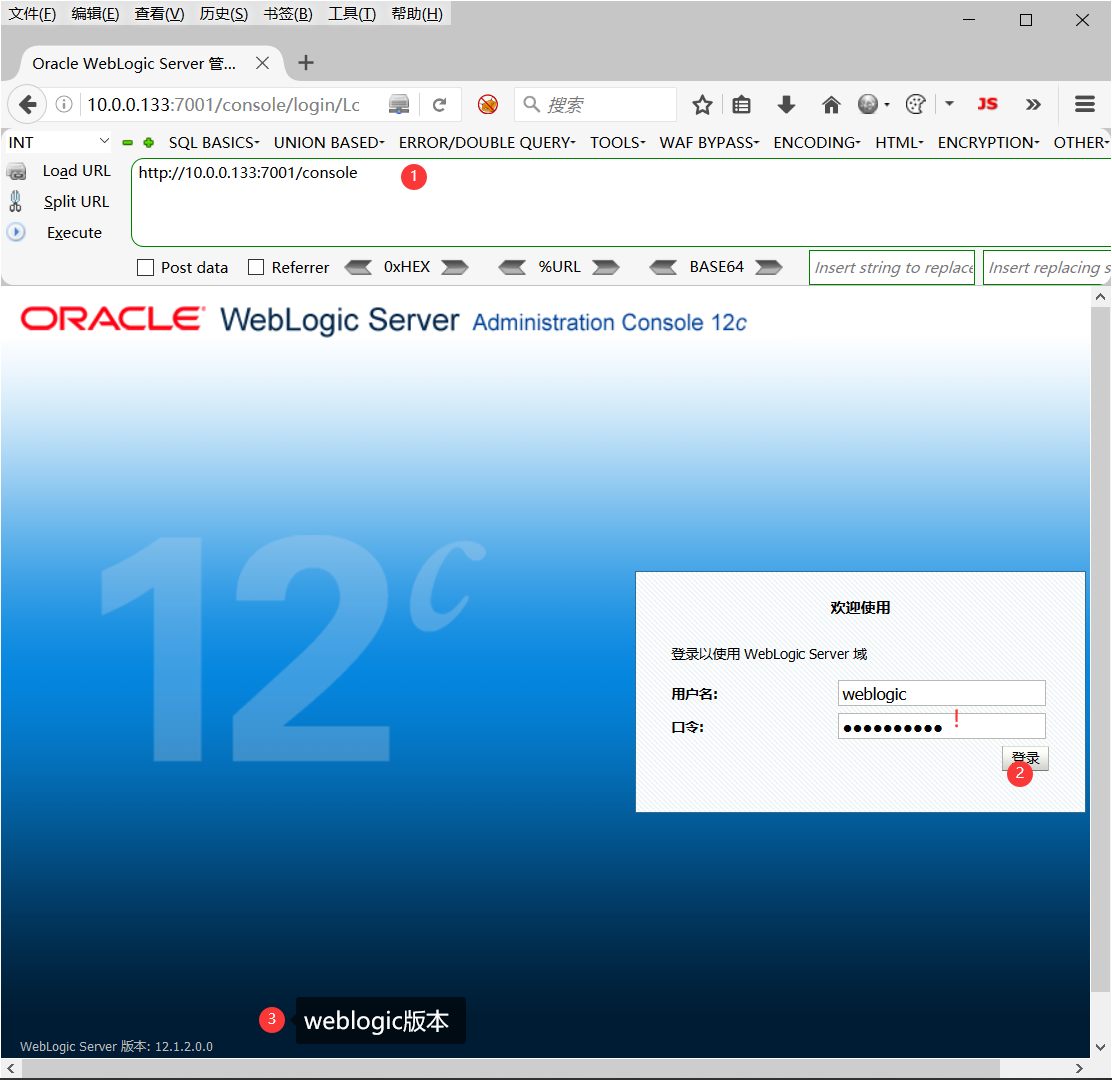 文件(F) 编辑(E) 查看(V) 历史(S) 书签(B) 工具(T) 帮助(H)
Oracle WebLogic Server 管...
10.0.0.133:7001/console/login/Lc
搜索
JS
INT
SQL BASICS UNION BASED ERROR/DOUBLE QUERY TOOLS WAF BYPASS ENCODING HTML ENCRYPTION OTHER
Load URL
http://10.0.0.133:7001/console
1
Split URL
Execute
Post data Referrer 0xHEX %URL BASE64 Insert string to replace Insert replacing s
ORACLE WebLogic Server Administration Console 12c
12c
欢迎使用
登录以使用 WebLogic Server 域
用户名: weblogic
口令: ●●●●●●●●●● !
登录
2
3 weblogic版本
WebLogic Server 版本: 12.1.2.0.0